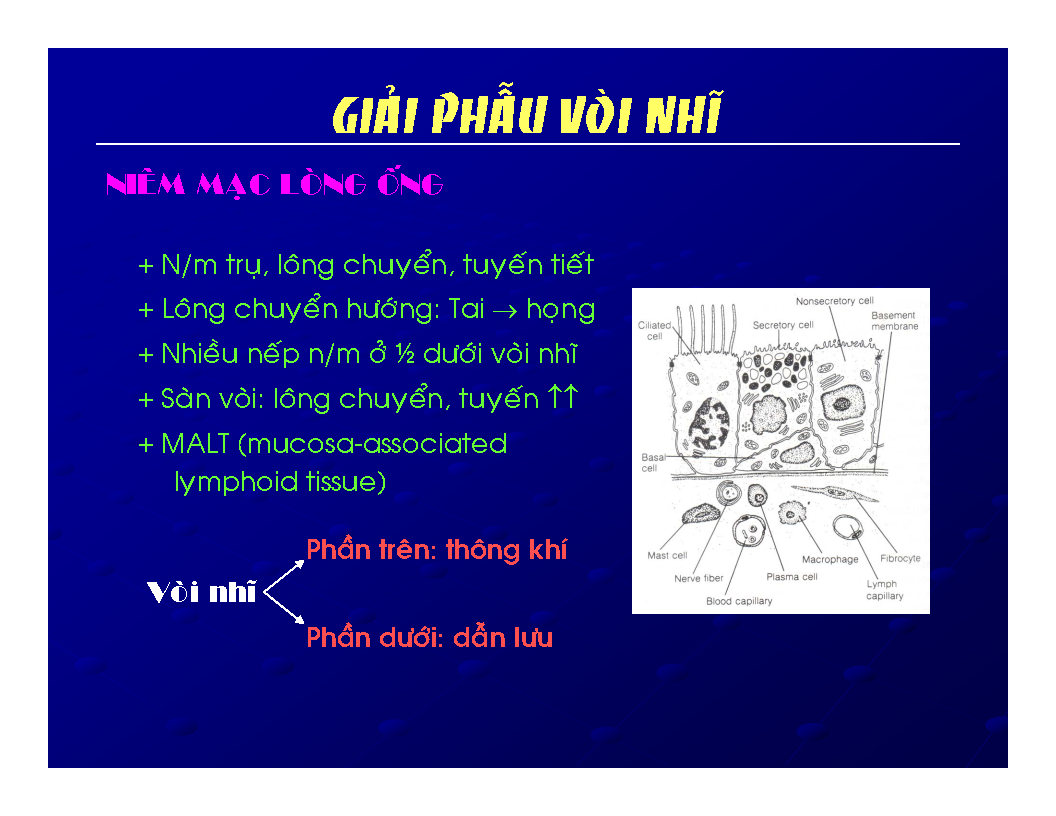 GIẢI PHẪU VÒI NHĨ
NIÊM MẠC LÒNG ỐNG
+ N/m trụ, lông chuyển, tuyến tiết
+ Lông chuyển hướng: Tai → họng
+ Nhiều nếp n/m ở ½ dưới vòi nhĩ
+ Sàn vòi: lông chuyển, tuyến ↑↑
+ MALT (mucosa-associated
lymphoid tissue)
Phần trên: thông khí
Vòi nhĩ
Phần dưới: dẫn lưu
Nonsecretory cell
Ciliated
cell
Secretory cell
Basement
membrane
Basal
cell
Mast cell
Nerve fiber
Blood capillary
Plasma cell
Macrophage
Fibrocyte
Lymph
capillary